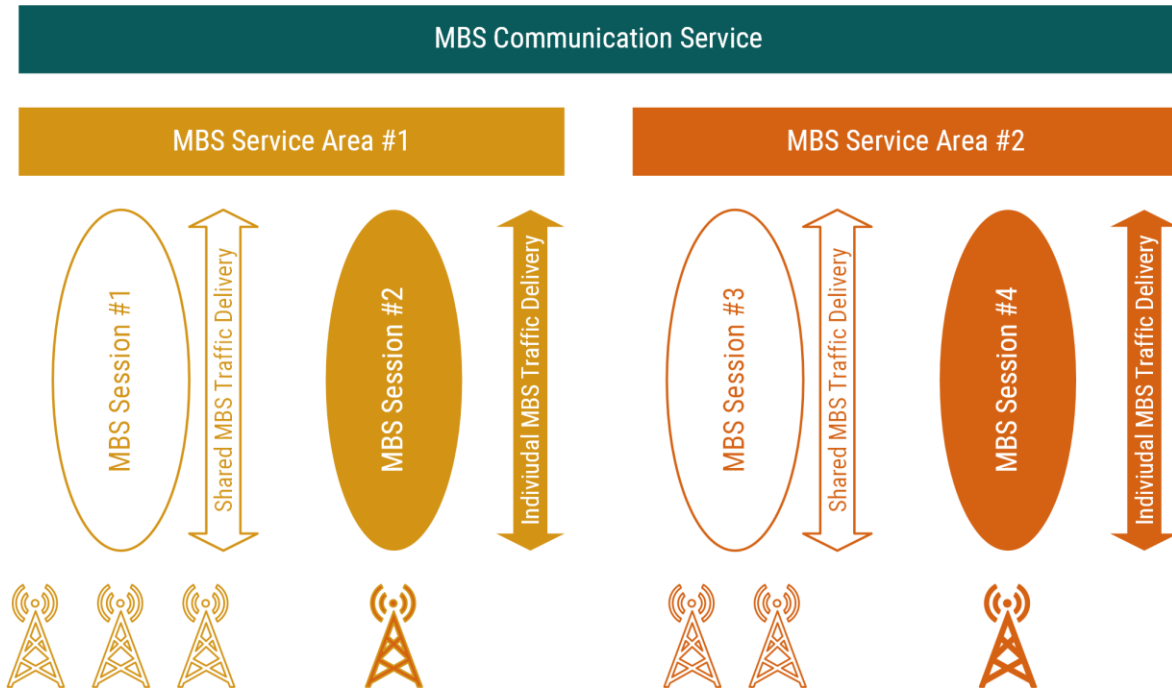 MBS Communication Service
MBS Service Area #1
MBS Service Area #2
MBS Session #1
Shared MBS Traffic Delivery
MBS Session #2
Indiviudal MBS Traffic Delivery
MBS Session #3
Shared MBS Traffic Delivery
MBS Session #4
Indiviudal MBS Traffic Delivery